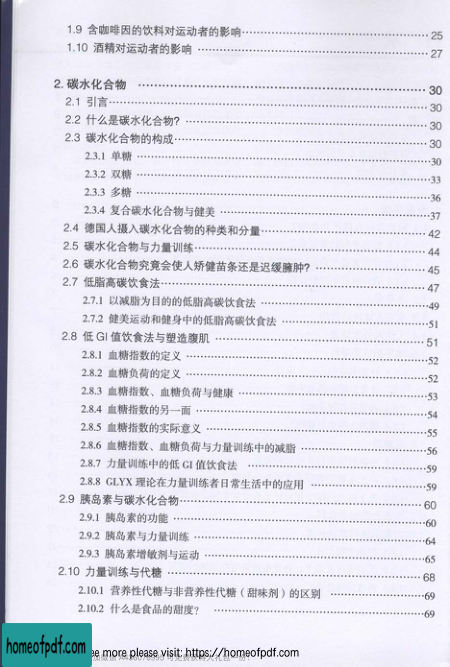 1.9 含咖啡因的饮料对运动者的影响……25
1.10 酒精对运动者的影响……27
2. 碳水化合物……30
2.1 引言……30
2.2 什么是碳水化合物?……30
2.3 碳水化合物的构成……30
2.3.1 单糖……30
2.3.2 双糖……33
2.3.3 多糖……36
2.3.4 复合碳水化合物与健美……37
2.4 德国人摄入碳水化合物的种类和分量……42
2.5 碳水化合物与力量训练……44
2.6 碳水化合物究竟会使人矫健苗条还是迟缓臃肿?……45
2.7 低脂高碳饮食法……47
2.7.1 以减脂为目的的低脂高碳饮食法……49
2.7.2 健美运动和健身中的低脂高碳饮食法……51
2.8 低 GI 值饮食法与塑造腹肌……51
2.8.1 血糖指数的定义……52
2.8.2 血糖负荷的定义……52
2.8.3 血糖指数、血糖负荷与健康……53
2.8.4 血糖指数的另一面……54
2.8.5 血糖指数的实际意义……55
2.8.6 血糖指数、血糖负荷与力量训练中的减脂……56
2.8.7 力量训练中的低 GI 值饮食法……59
2.8.8 GLYX 理论在力量训练者日常生活中的应用……59
2.9 胰岛素与碳水化合物……60
2.9.1 胰岛素的功能……60
2.9.2 胰岛素与力量训练……64
2.9.3 胰岛素增敏剂与运动……65
2.10 力量训练与代糖……68
2.10.1 营养性代糖与非营养性代糖（甜味剂）的区别……69
2.10.2 什么是食品的甜度?……69
homeofpdf.com
ee more please visit: https://homeofpdf.com